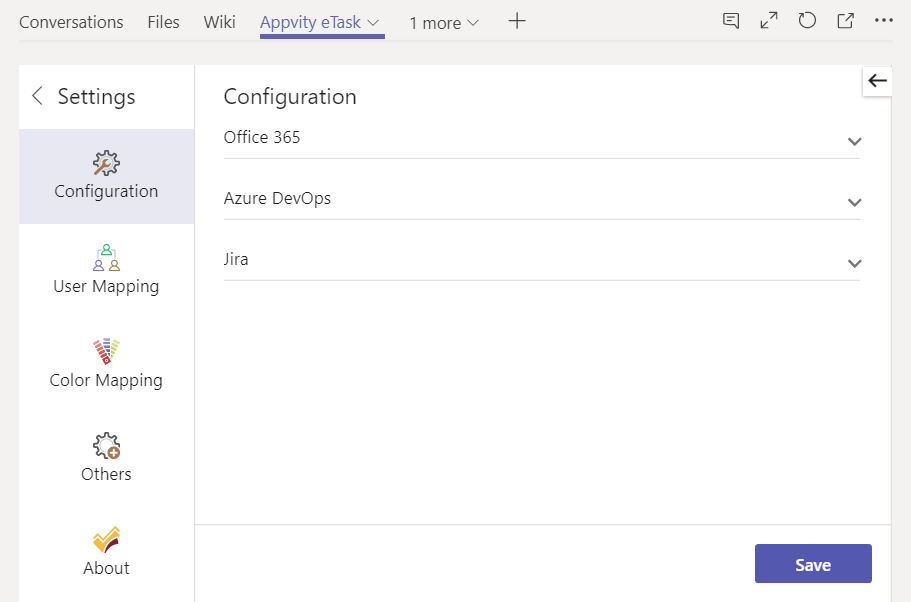 Conversations Files Wiki Appvity eTask 1 more
Settings
Configuration
User Mapping
Color Mapping
Others
About
Configuration
Office 365
Azure DevOps
Jira
Save